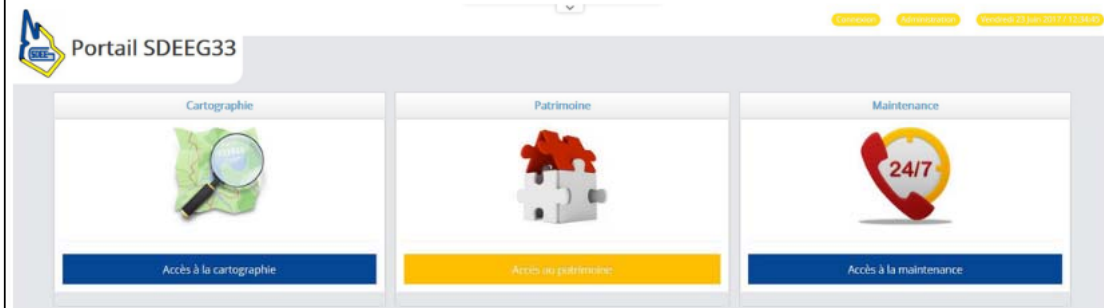 Connexion Administration Vendredi 23 Juin 2017 / 12:34:45
SDEEG
Portail SDEEG33
Cartographie Patrimoine Maintenance
24/7
Accès à la cartographie Accès au patrimoine Accès à la maintenance